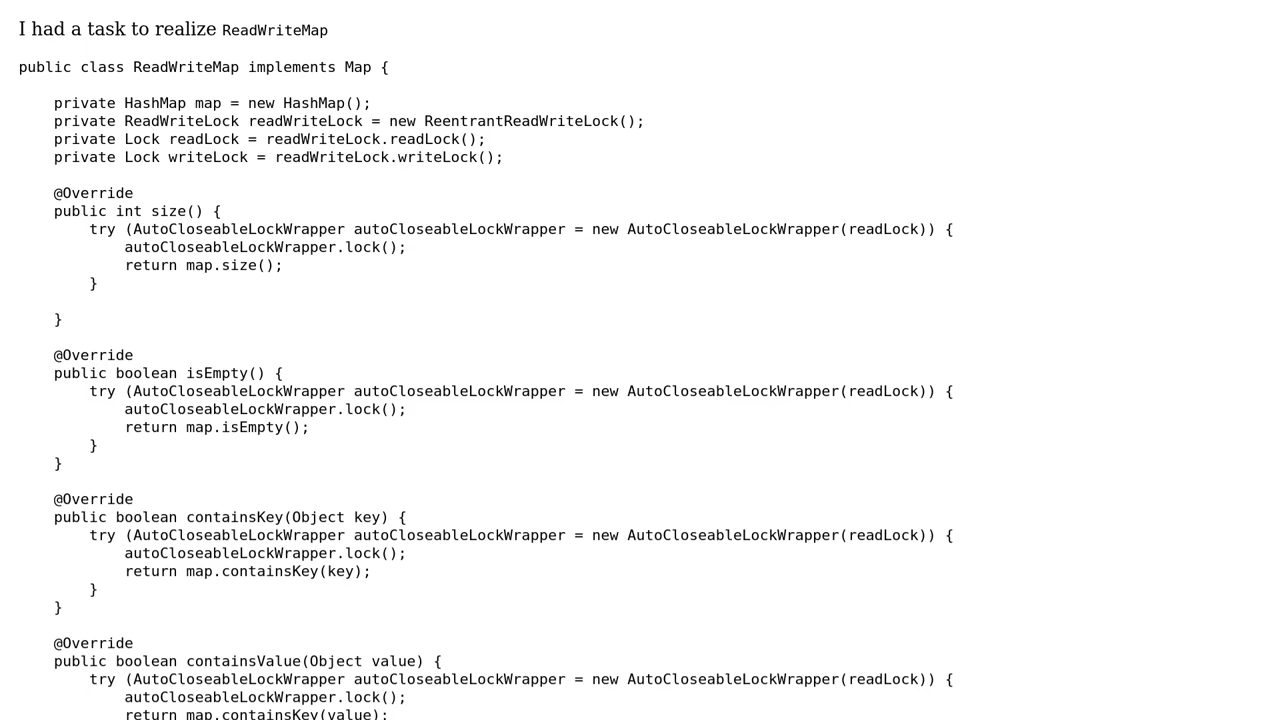 I had a task to realize ReadWriteMap
public class ReadWriteMap implements Map {
private HashMap map = new HashMap();
private ReadWriteLock readWriteLock = new ReentrantReadWriteLock();
private Lock readLock = readWriteLock.readLock();
private Lock writeLock = readWriteLock.writeLock();
@Override
public int size() {
try (AutoCloseableLockWrapper autoCloseableLockWrapper = new AutoCloseableLockWrapper(readLock)) {
autoCloseableLockWrapper.lock();
return map.size();
}
}
@Override
public boolean isEmpty() {
try (AutoCloseableLockWrapper autoCloseableLockWrapper = new AutoCloseableLockWrapper(readLock)) {
autoCloseableLockWrapper.lock();
return map.isEmpty();
}
}
@Override
public boolean containsKey(Object key) {
try (AutoCloseableLockWrapper autoCloseableLockWrapper = new AutoCloseableLockWrapper(readLock)) {
autoCloseableLockWrapper.lock();
return map.containsKey(key);
}
}
@Override
public boolean containsValue(Object value) {
try (AutoCloseableLockWrapper autoCloseableLockWrapper = new AutoCloseableLockWrapper(readLock)) {
autoCloseableLockWrapper.lock();
return map.containsKey(value);